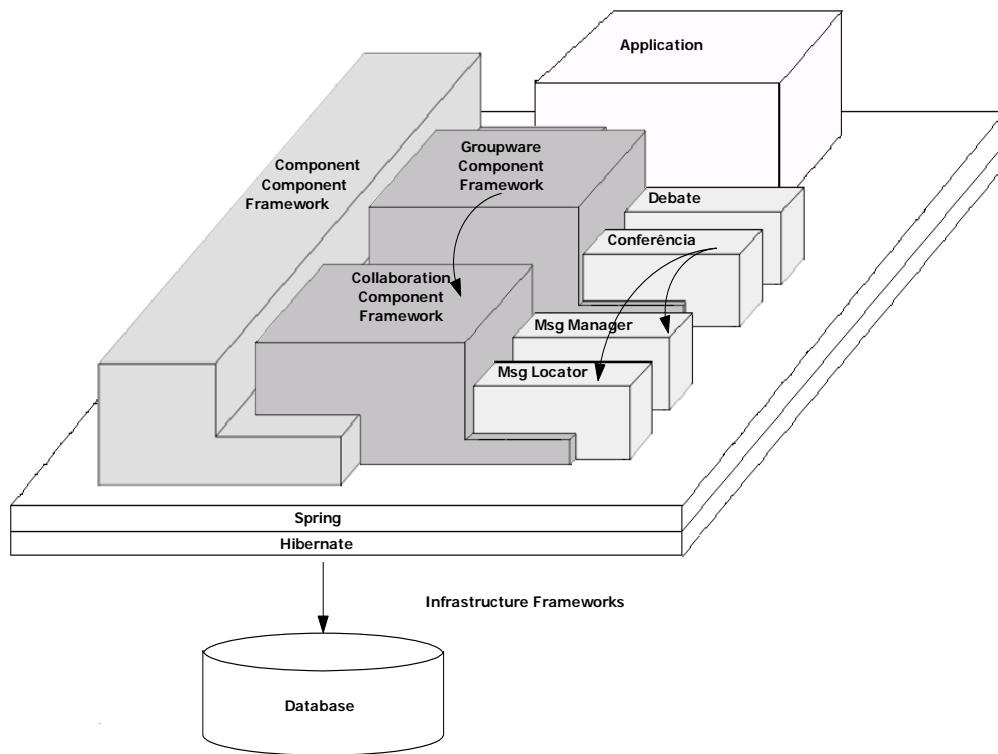 Application
Component
Component
Framework
Groupware
Component
Framework
Debate
Conferência
Collaboration
Component
Framework
Msg Manager
Msg Locator
Spring
Hibernate
Infrastructure Frameworks
Database